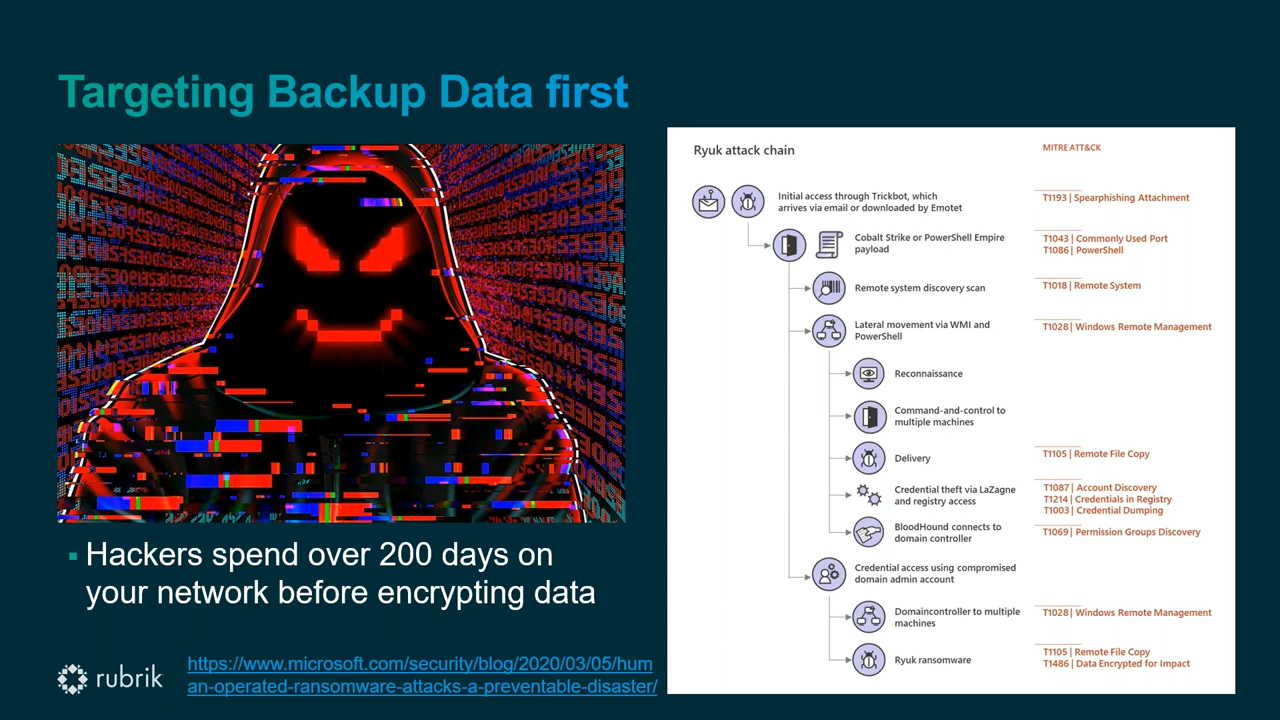 Targeting Backup Data first
Hackers spend over 200 days on
your network before encrypting data
rubrik
https://www.microsoft.com/security/blog/2020/03/05/hum
an-operated-ransomware-attacks-a-preventable-disaster/
Ryuk attack chain
MITRE ATT&CK
Initial access through Trickbot, which
arrives via email or downloaded by Emotet
T1193 | Spearphishing Attachment
Cobalt Strike or PowerShell Empire
payload
T1043 | Commonly Used Port
T1086 | PowerShell
Remote system discovery scan
T1018 | Remote System
Lateral movement via WMI and
PowerShell
T1028 | Windows Remote Management
Reconnaissance
Command-and-control to
multiple machines
Delivery
T1105 | Remote File Copy
Credential theft via LaZagne
and registry access
T1087 | Account Discovery
T1214 | Credentials in Registry
T1003 | Credential Dumping
BloodHound connects to
domain controller
T1069 | Permission Groups Discovery
Credential access using compromised
domain admin account
Domaincontroller to multiple
machines
T1028 | Windows Remote Management
Ryuk ransomware
T1105 | Remote File Copy
T1486 | Data Encrypted for Impact